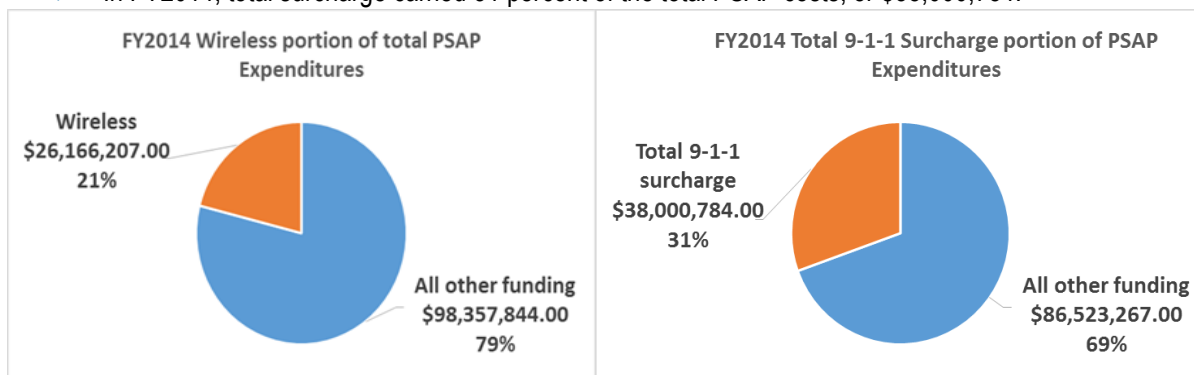 FY2014 Wireless portion of total PSAP
Expenditures
Wireless
$26,166,207.00
21%
All other funding
$98,357,844.00
79%
FY2014 Total 9-1-1 Surcharge portion of PSAP
Expenditures
Total 9-1-1
surcharge
$38,000,784.00
31%
All other funding
$86,523,267.00
69%